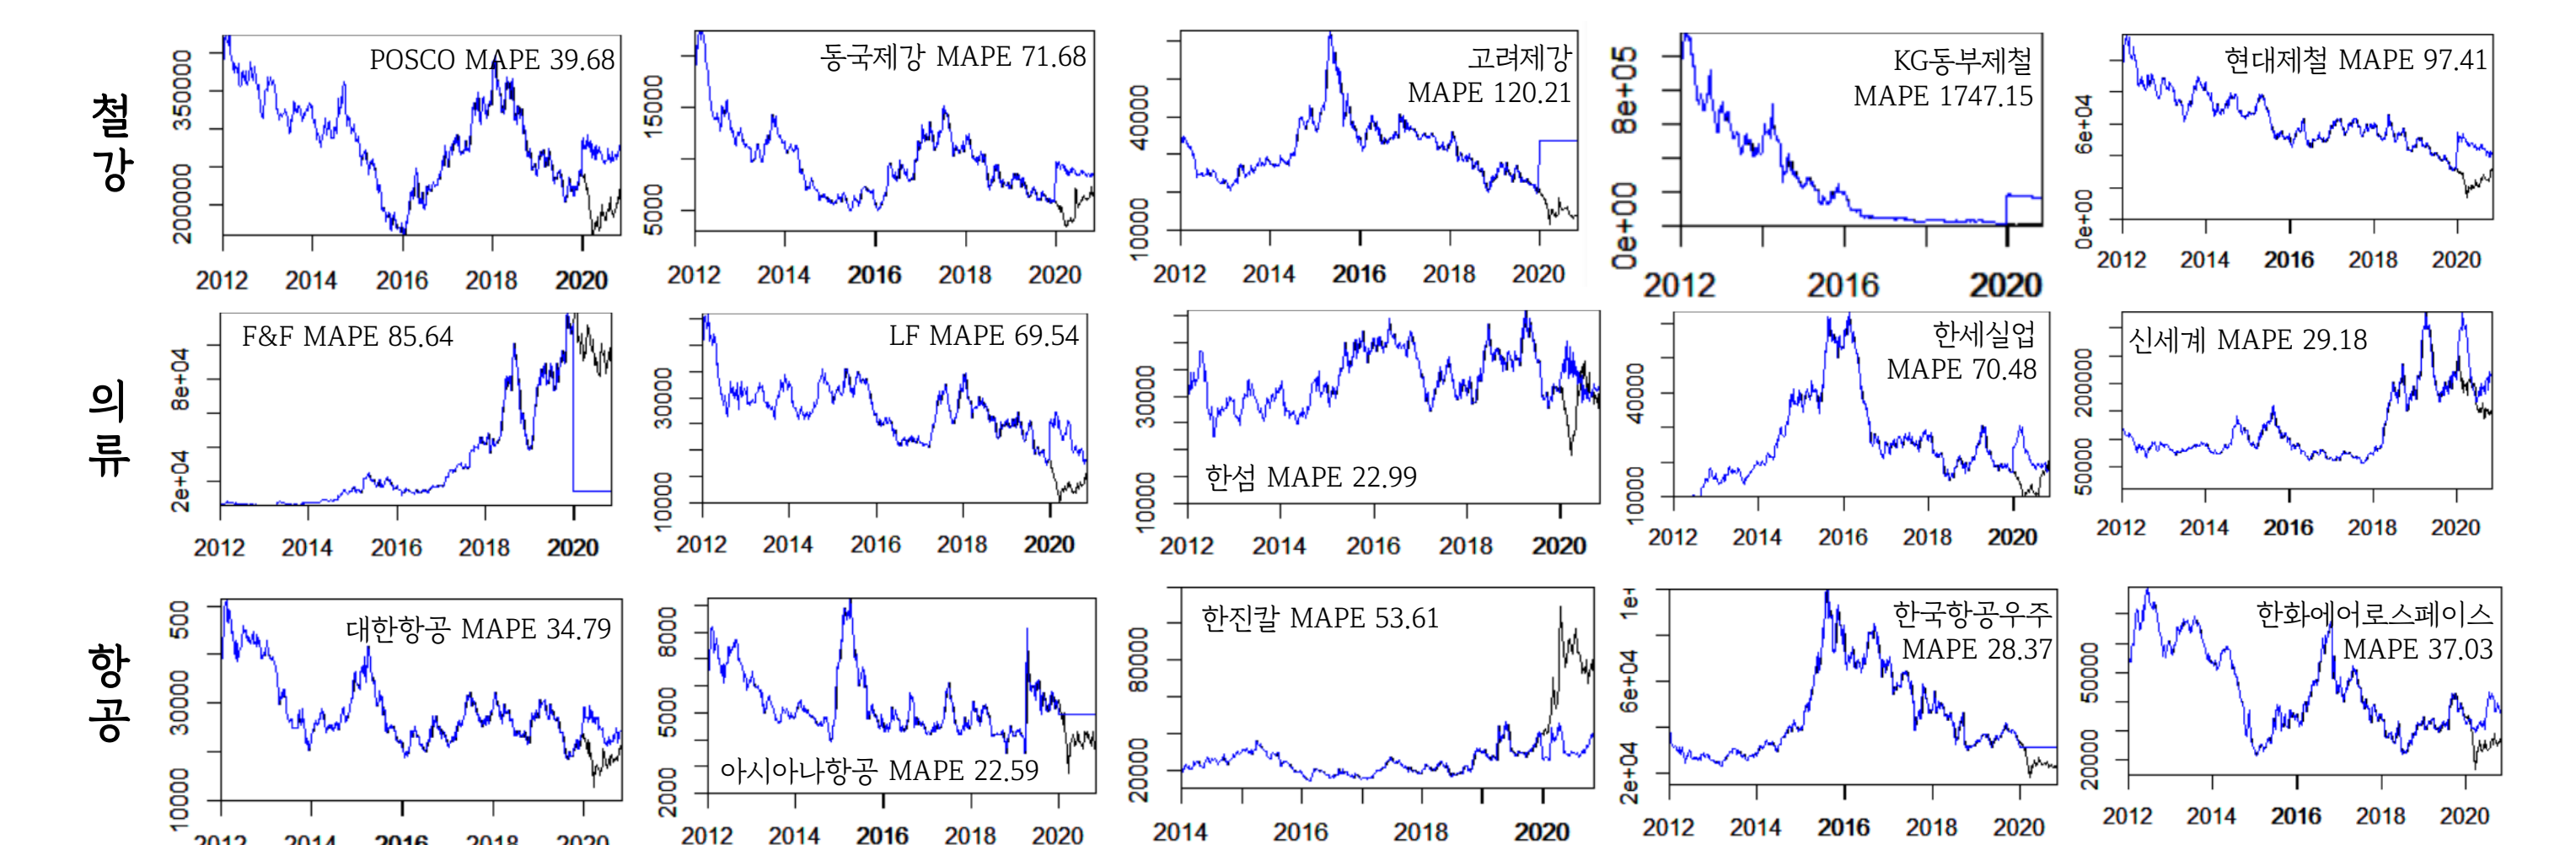 철강
POSCO MAPE 39.68
350000
200000
2012 2014 2016 2018 2020
동국제강 MAPE 71.68
15000
5000
2012 2014 2016 2018 2020
고려제강
MAPE 120.21
40000
10000
2012 2014 2016 2018 2020
KG동부제철
MAPE 1747.15
8e+05
0e+00
2012 2016 2020
현대제철 MAPE 97.41
6e+04
0e+00
2012 2014 2016 2018 2020
의류
F&F MAPE 85.64
8e+04
2e+04
2012 2014 2016 2018 2020
LF MAPE 69.54
30000
10000
2012 2014 2016 2018 2020
한섬 MAPE 22.99
30000
10000
2012 2014 2016 2018 2020
한세실업
MAPE 70.48
40000
10000
2012 2014 2016 2018 2020
신세계 MAPE 29.18
200000
50000
2012 2014 2016 2018 2020
항공
대한항공 MAPE 34.79
500
30000
10000
2012 2014 2016 2018 2020
아시아나항공 MAPE 22.59
8000
5000
2000
2012 2014 2016 2018 2020
한진칼 MAPE 53.61
80000
20000
2014 2016 2018 2020
한국항공우주
MAPE 28.37
1e+
6e+04
2e+04
2012 2014 2016 2018 2020
한화에어로스페이스
MAPE 37.03
50000
20000
2012 2014 2016 2018 2020